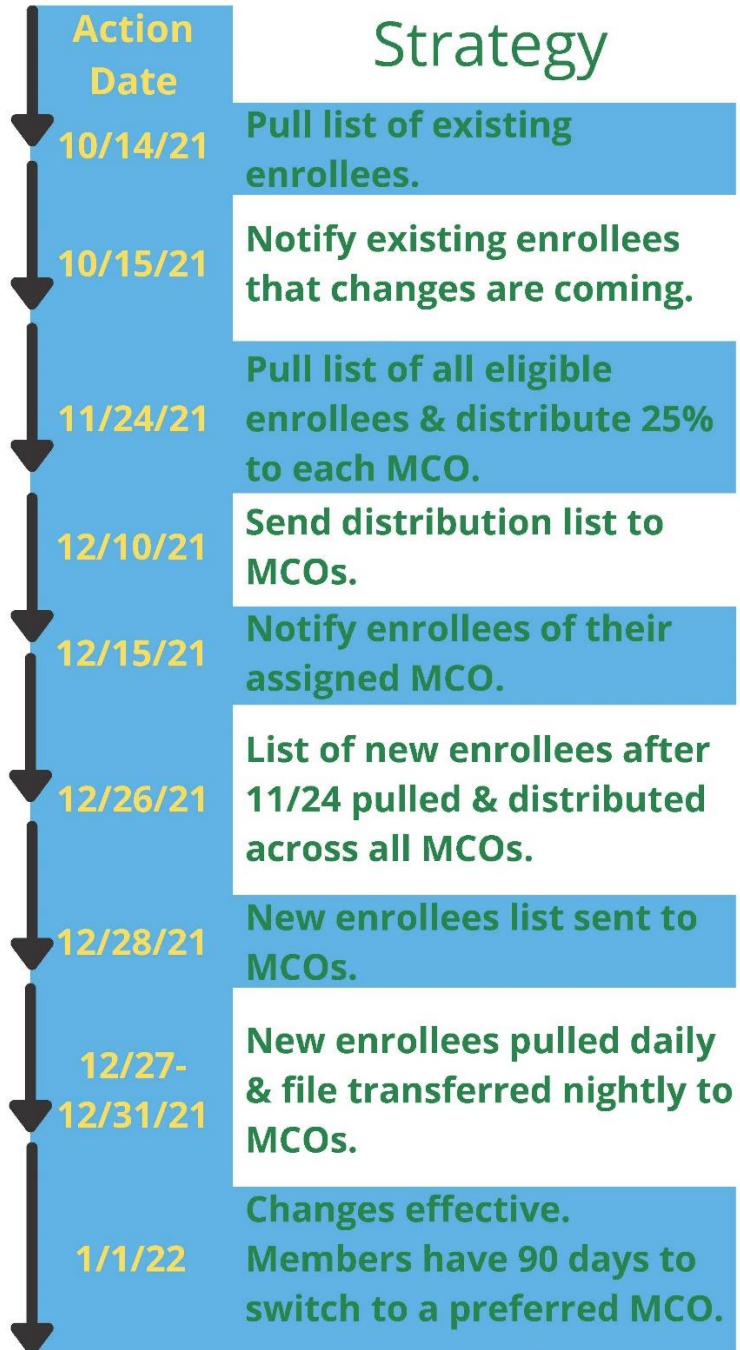 Action
Date
Strategy
10/14/21
Pull list of existing
enrollees.
10/15/21
Notify existing enrollees
that changes are coming.
11/24/21
Pull list of all eligible
enrollees & distribute 25%
to each MCO.
12/10/21
Send distribution list to
MCOs.
12/15/21
Notify enrollees of their
assigned MCO.
12/26/21
List of new enrollees after
11/24 pulled & distributed
across all MCOs.
12/28/21
New enrollees list sent to
MCOs.
12/27-
12/31/21
New enrollees pulled daily
& file transferred nightly to
MCOs.
1/1/22
Changes effective.
Members have 90 days to
switch to a preferred MCO.